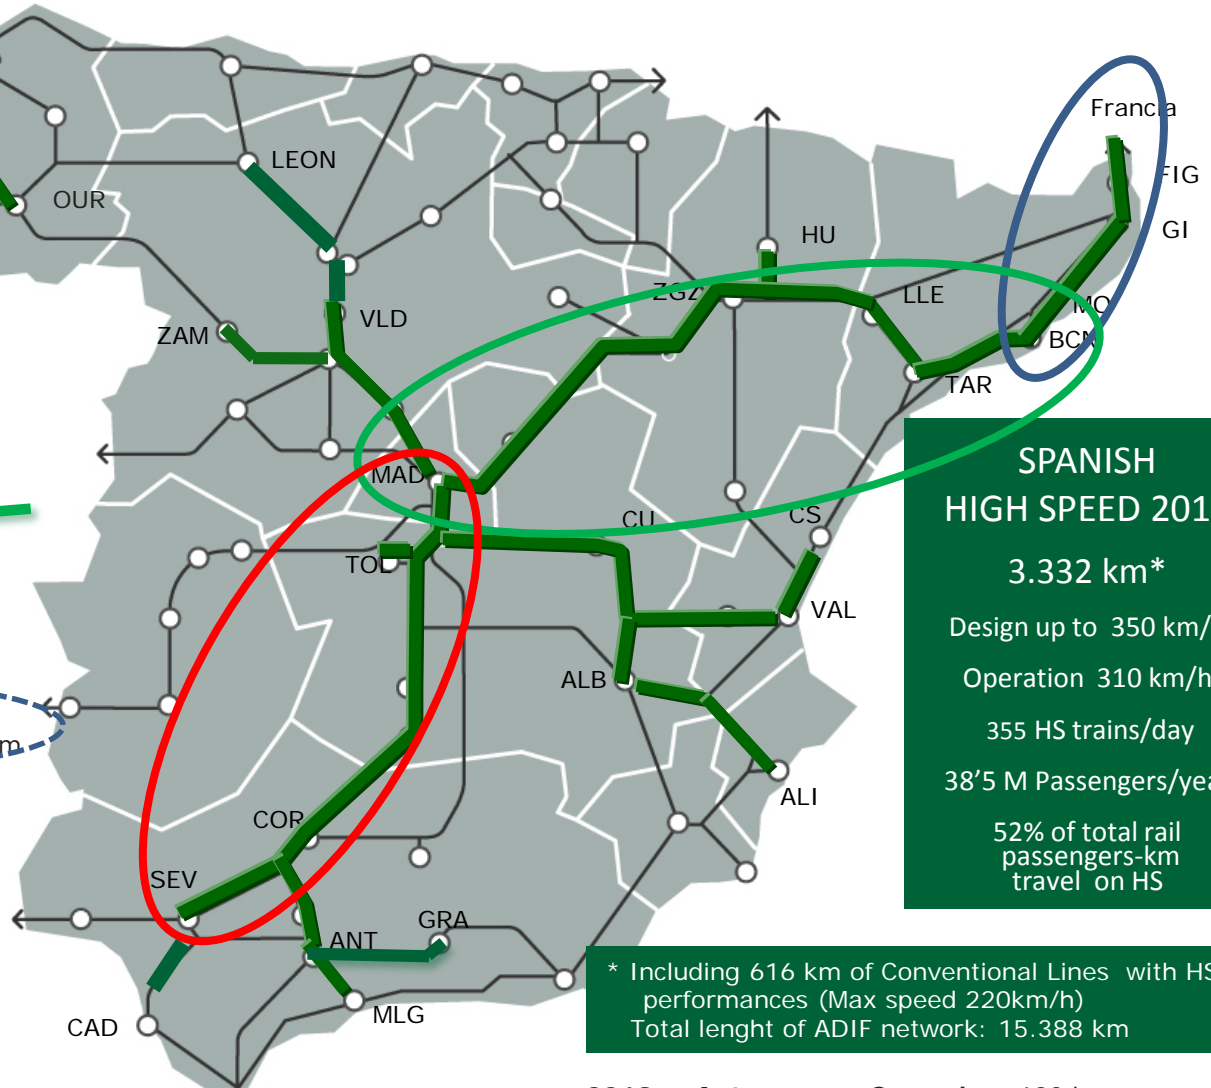 Francia
LEON
FIG
OUR
GI
HU
ZGZ
LLE
MO
VLD
ZAM
BCN
TAR
MAD
SPANISH
HIGH SPEED 201
CU
CS
TOL
3.332 km*
VAL
Design up to 350 km/
ALB
Operation 310 km/h
m
355 HS trains/day
38'5 M Passengers/yea
ALI
COR
52% of total rail
passengers-km
travel on HS
SEV
GRA
ANT
* Including 616 km of Conventional Lines with HS
performances (Max speed 220km/h)
Total lenght of ADIF network: 15.388 km
MLG
CAD